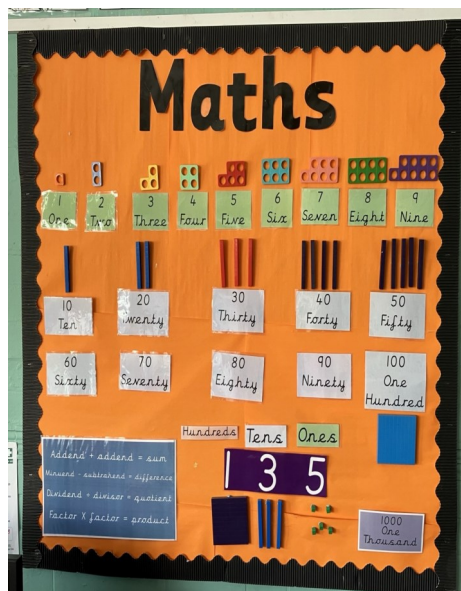 Maths
1 2 3 4 5 6 7 8 9
One Two Three Four Five Six Seven Eight Nine
10 20 30 40 50
Ten Twenty Thirty Forty Fifty
60 70 80 90 100
Sixty Seventy Eighty Ninety One
Hundred
Hundreds Tens Ones
1 3 5
Addend + addend = sum
Minuend - subtrahend = difference
Dividend ÷ divisor = quotient
Factor X factor = product
1000
One
Thousand